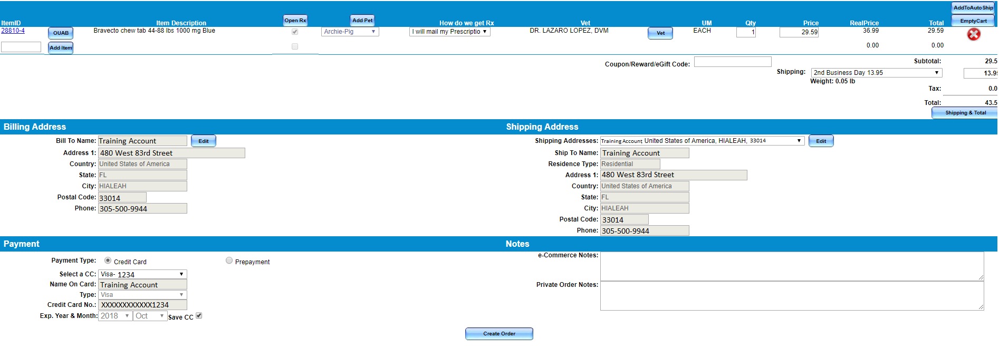 AddToAutoShip
ItemID Item Description Open Rx Add Pet How do we get Rx Vet UM Qty Price RealPrice Total EmptyCart
28810-4 OUAB Bravecto chew tab 44-88 lbs 1000 mg Blue Archie-Pig I will mail my Prescriptio DR. LAZARO LOPEZ, DVM Vet EACH 1 29.59 36.99 29.59
Add Item 0.00 0.00
Coupon/Reward/eGift Code: Subtotal: 29.5
Shipping: 2nd Business Day 13.95 13.95
Weight: 0.05 lb
Tax: 0.0
Total: 43.5
Shipping & Total
Billing Address
Bill To Name: Training Account Edit
Address 1: 480 West 83rd Street
Country: United States of America
State: FL
City: HIALEAH
Postal Code: 33014
Phone: 305-500-9944
Shipping Address
Shipping Addresses: Training Account, United States of America, HIALEAH, 33014 Edit
Ship To Name: Training Account
Residence Type: Residential
Address 1: 480 West 83rd Street
Country: United States of America
State: FL
City: HIALEAH
Postal Code: 33014
Phone: 305-500-9944
Payment
Payment Type: Credit Card Prepayment
Select a CC: Visa- 1234
Name On Card: Training Account
Type: Visa
Credit Card No.: XXXXXXXXXXXX1234
Exp. Year & Month: 2018 Oct Save CC
Notes
e-Commerce Notes:
Private Order Notes:
Create Order